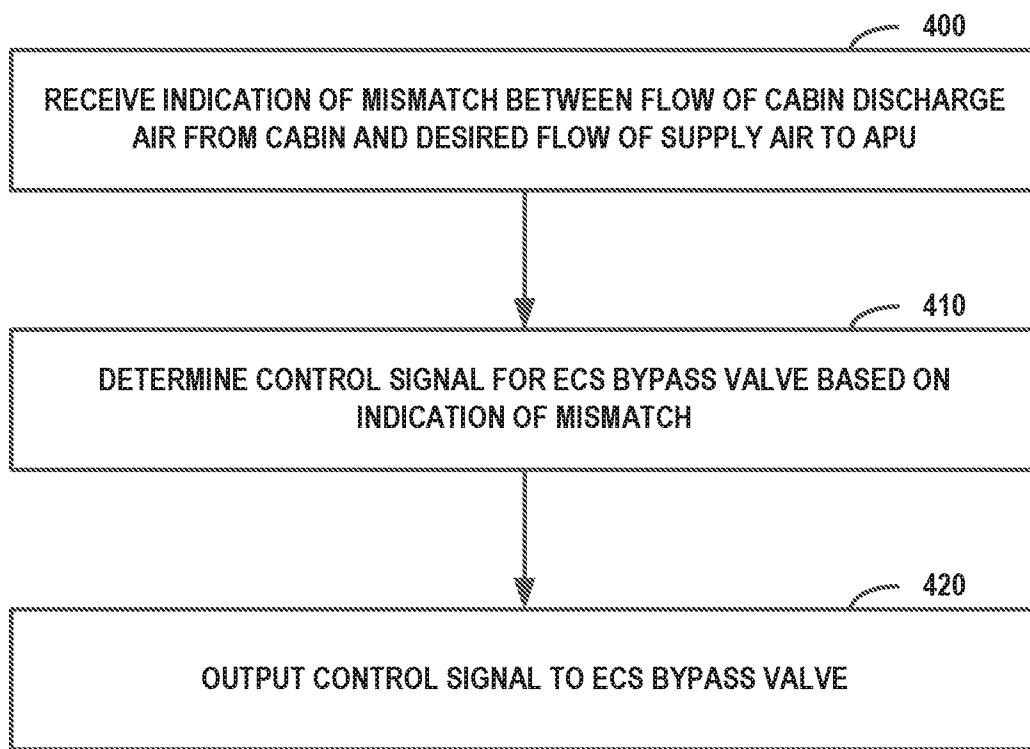 400
RECEIVE INDICATION OF MISMATCH BETWEEN FLOW OF CABIN DISCHARGE
AIR FROM CABIN AND DESIRED FLOW OF SUPPLY AIR TO APU
410
DETERMINE CONTROL SIGNAL FOR ECS BYPASS VALVE BASED ON
INDICATION OF MISMATCH
420
OUTPUT CONTROL SIGNAL TO ECS BYPASS VALVE